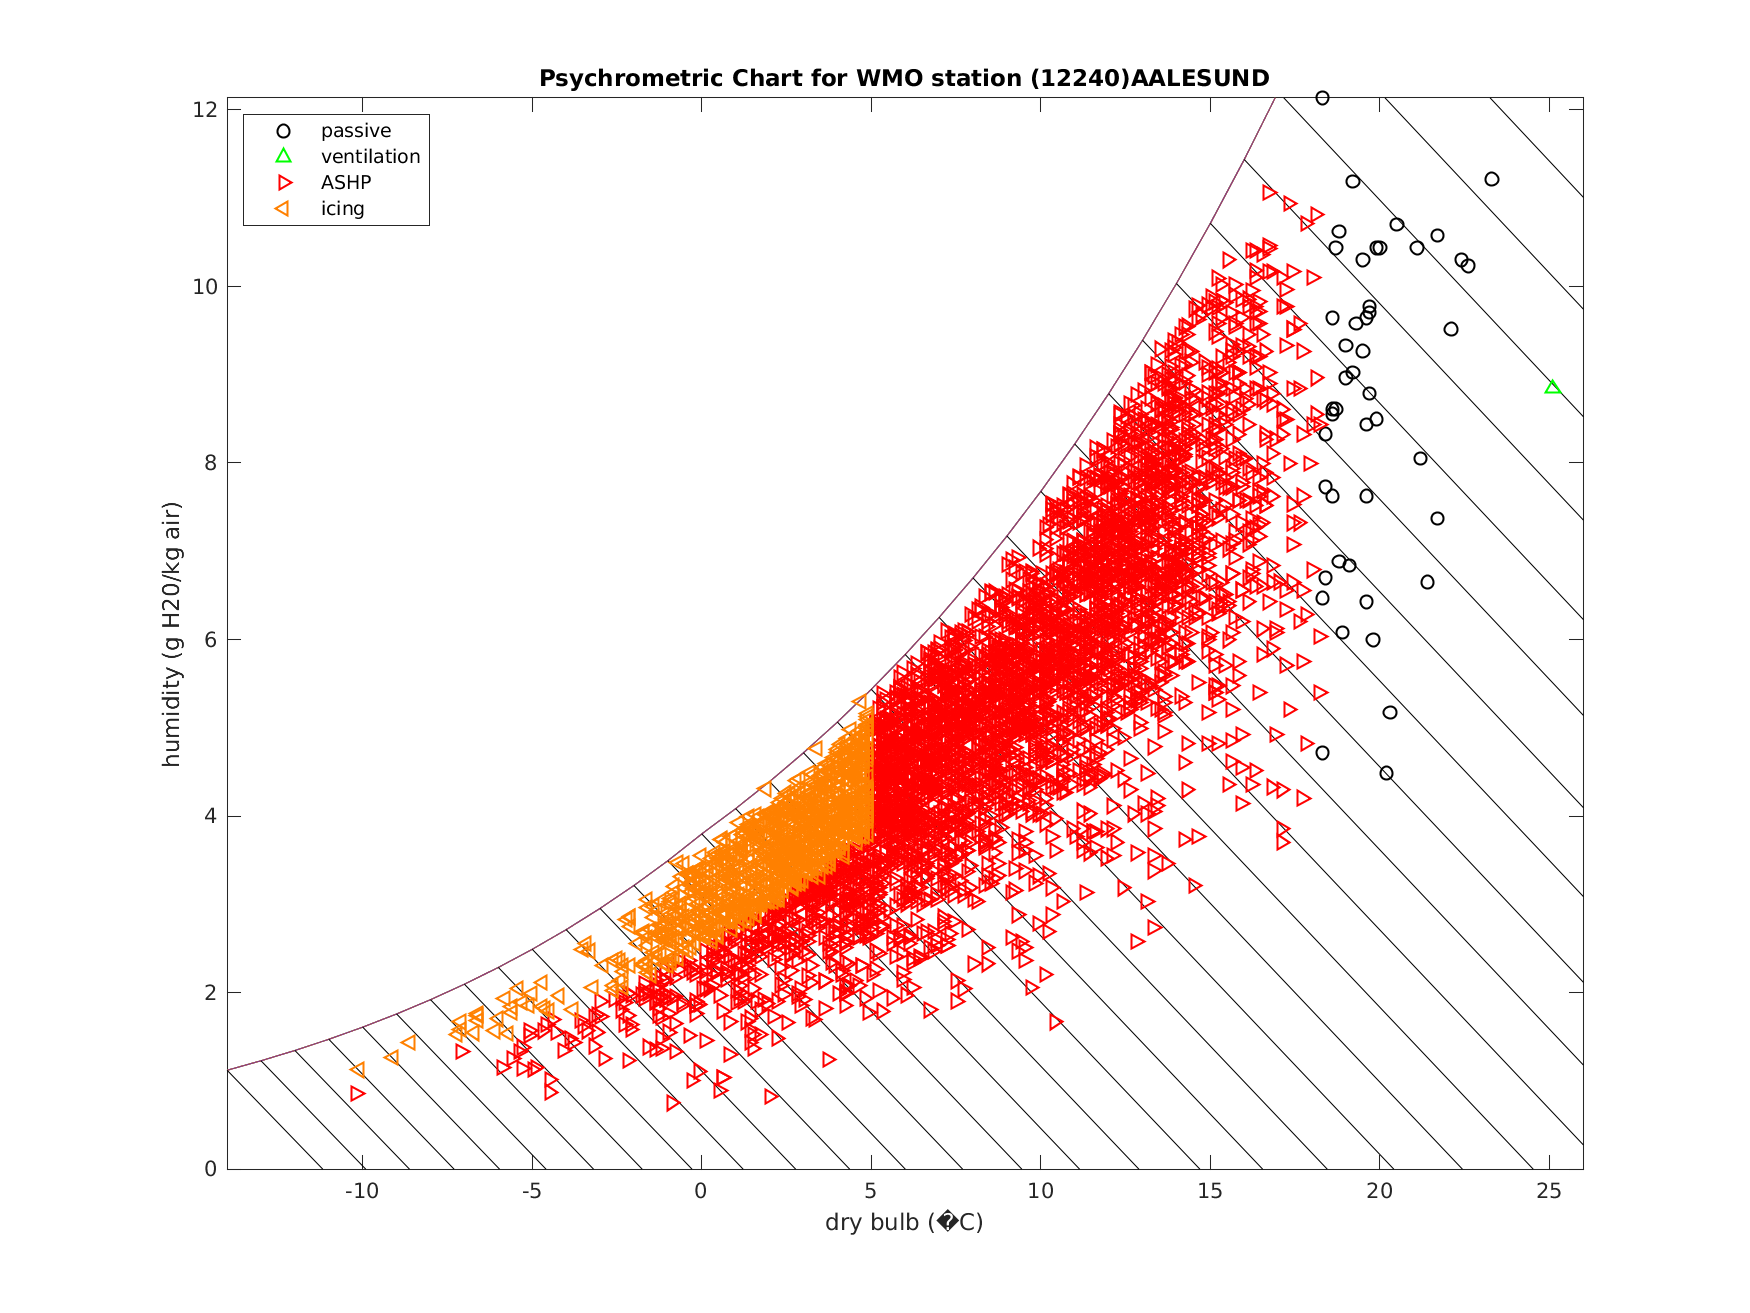 Psychrometric Chart for WMO station (12240)AALESUND
passive
ventilation
ASHP
icing
humidity (g H20/kg air)
12
10
8
6
4
2
0
-10 -5 0 5 10 15 20 25
dry bulb (�C)